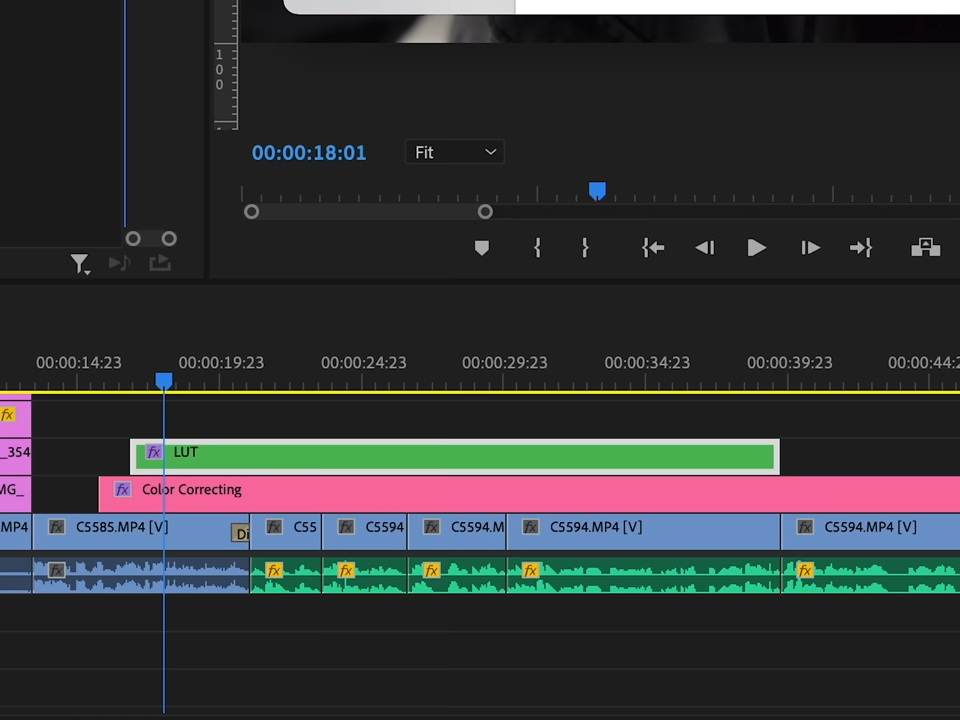 100
00:00:18:01
Fit
00:00:14:23
00:00:19:23
00:00:24:23
00:00:29:23
00:00:34:23
00:00:39:23
00:00:44:2
fx
_354
fx LUT
MG_
fx Color Correcting
MP4
fx C5585.MP4 [V]
Di
fx C55
fx C5594
fx C5594.M
fx C5594.MP4 [V]
fx C5594.MP4 [V]
fx
fx
fx
fx
fx
fx